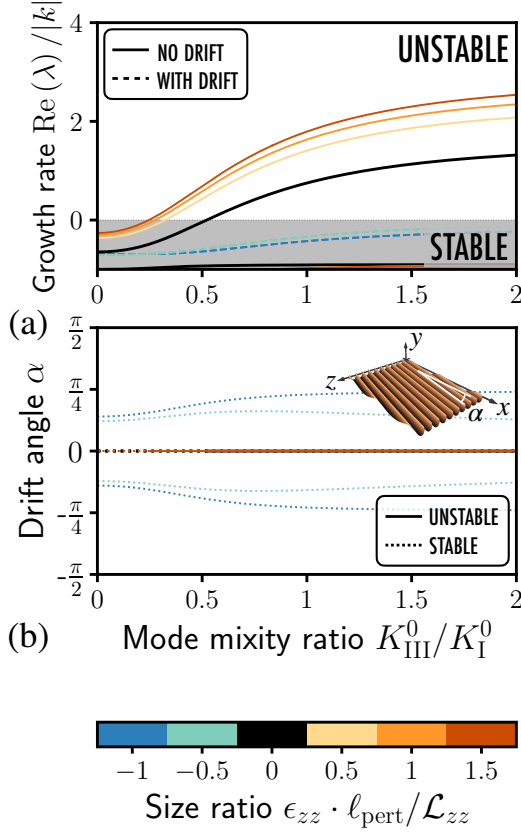 Growth rate Re (λ) /|k|
4
2
0
NO DRIFT
WITH DRIFT
UNSTABLE
STABLE
0
0.5
1
1.5
2
(a)
Drift angle α
π/2
π/4
0
−π/4
−π/2
y
z
x
α
UNSTABLE
STABLE
0
0.5
1
1.5
2
(b)
Mode mixity ratio K⁰_III/K⁰_I
−1
−0.5
0
0.5
1
1.5
Size ratio ϵ_zz · ℓ_pert/ℒ_zz